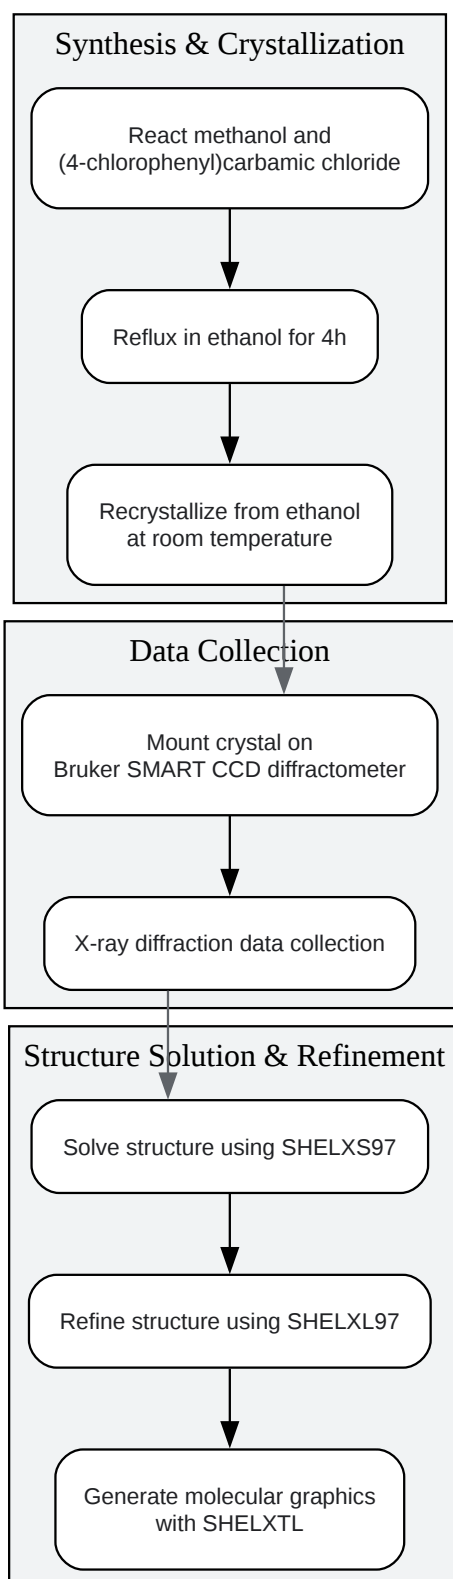 Synthesis & Crystallization
React methanol and
(4-chlorophenyl)carbamic chloride
Reflux in ethanol for 4h
Recrystallize from ethanol
at room temperature
Data Collection
Mount crystal on
Bruker SMART CCD diffractometer
X-ray diffraction data collection
Structure Solution & Refinement
Solve structure using SHELXS97
Refine structure using SHELXL97
Generate molecular graphics
with SHELXTL